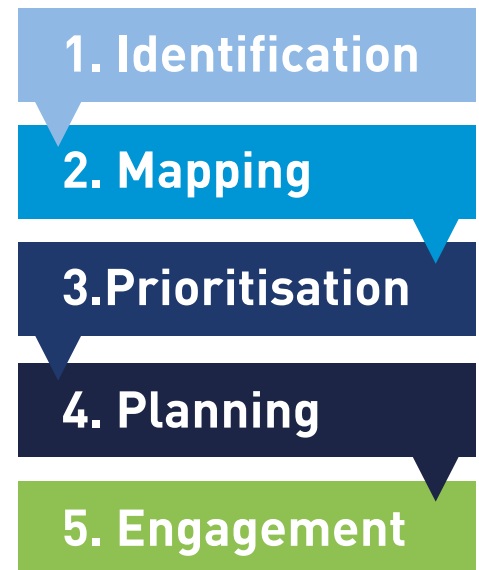 1. Identification
2. Mapping
3.Prioritisation
4. Planning
5. Engagement